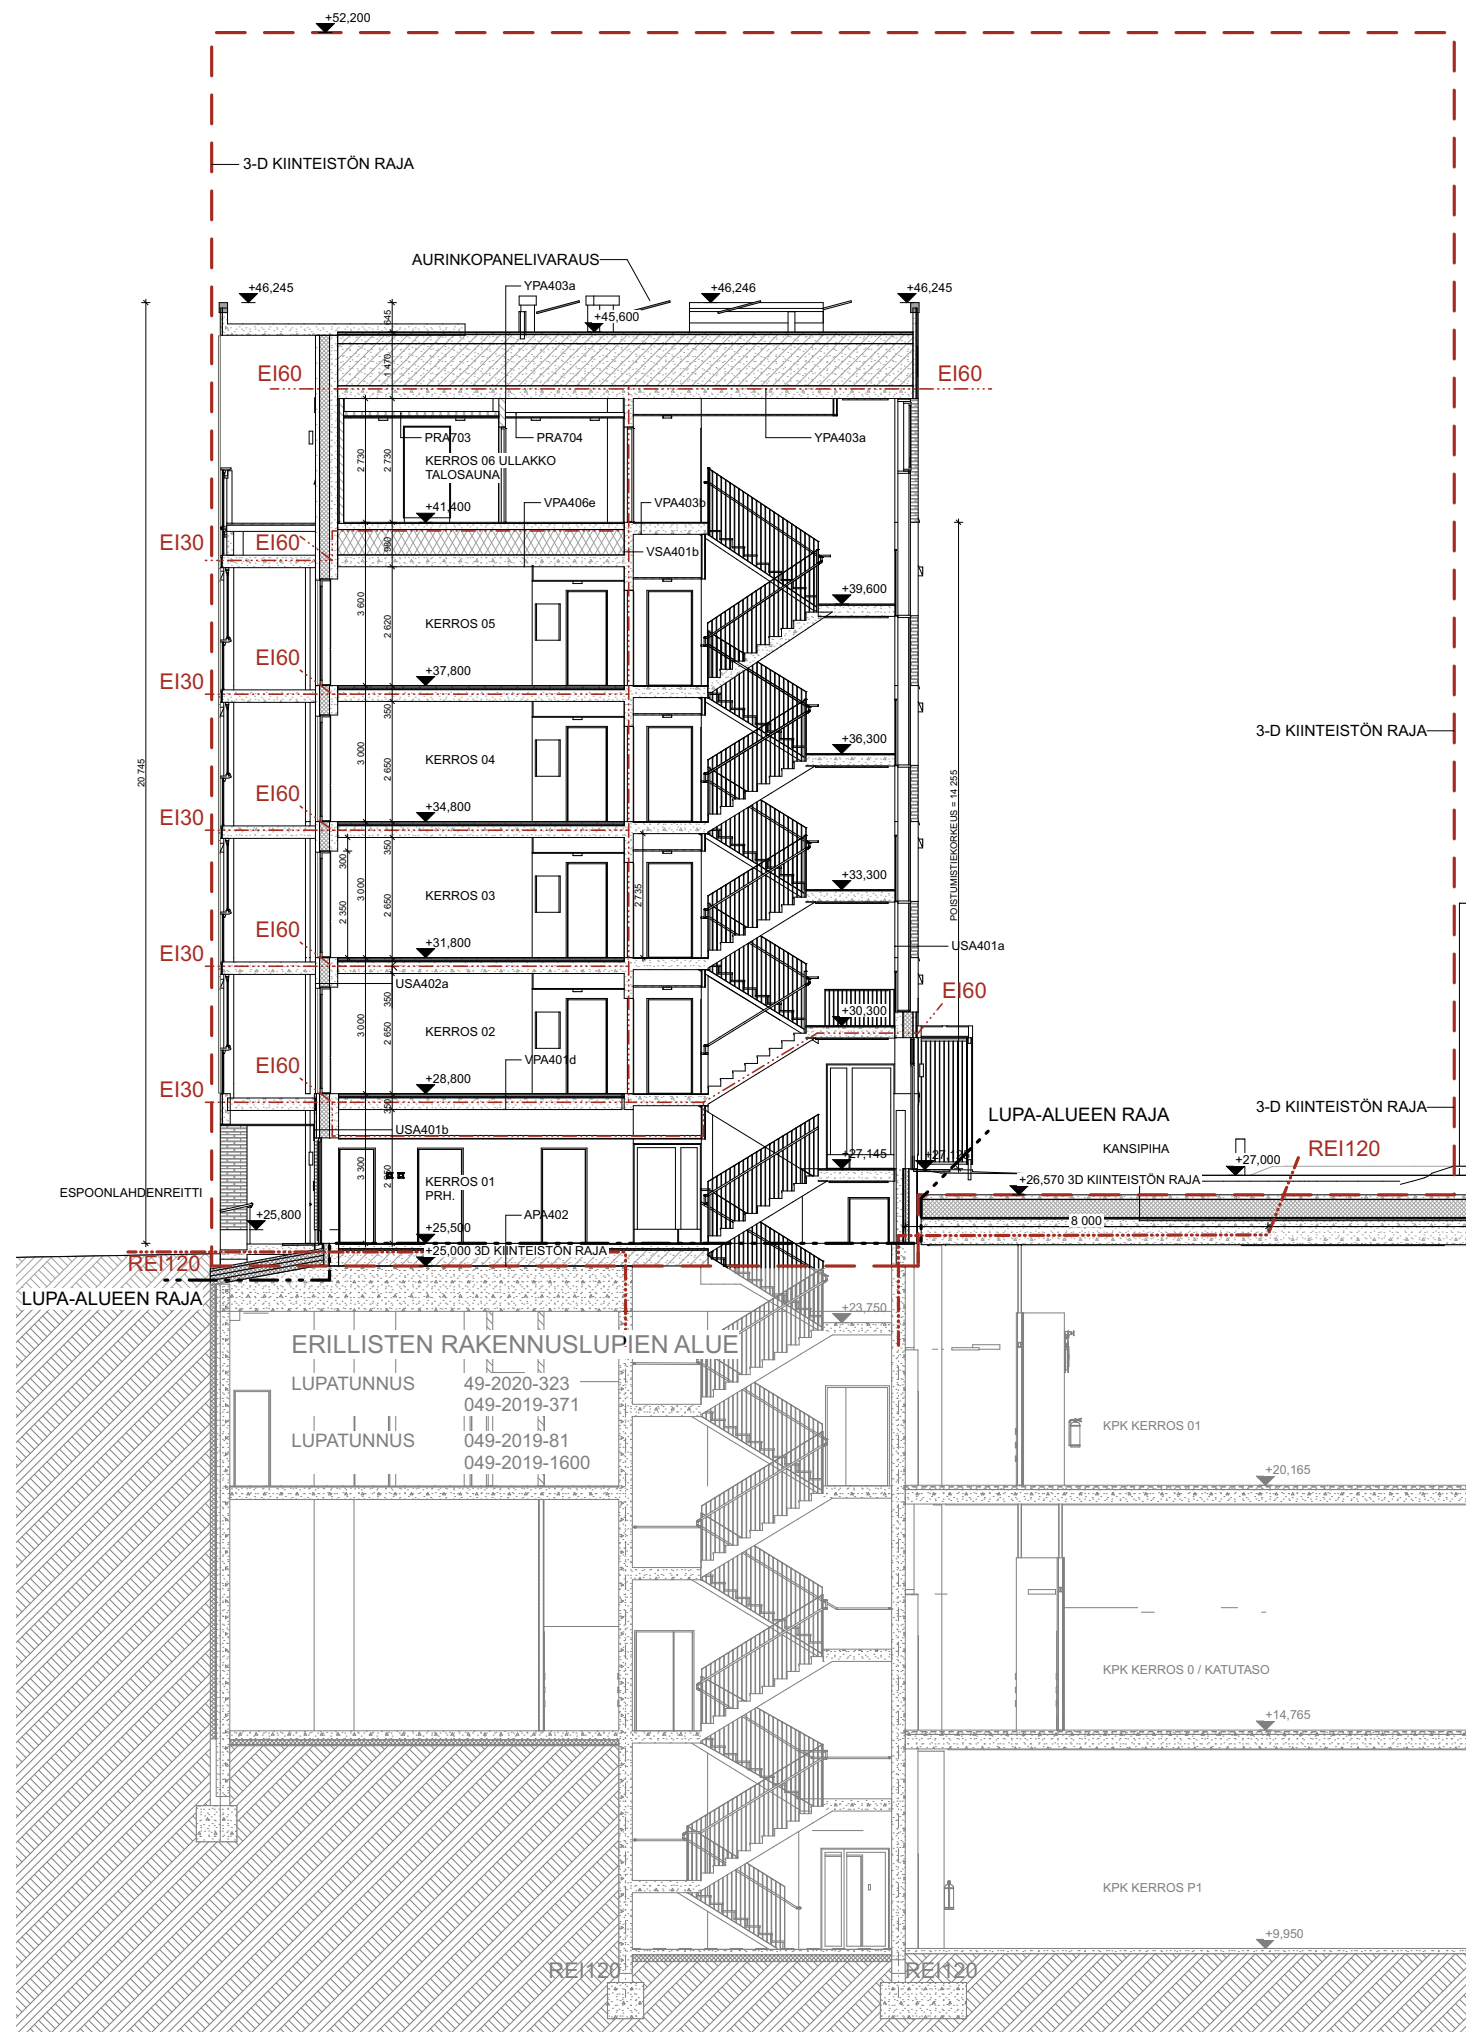 +52,200
3-D KIINTEISTÖN RAJA
AURINKOPANELIVARAUS
YPA403a
+46,245
+46,246
+46,245
645
+45,600
1 470
EI60
EI60
PRA703
PRA704
YPA403a
2 730
2 730
KERROS 06 ULLAKKO
TALOSAUNA
+41,400
VPA406e
VPA403b
EI30
EI60
980
VSA401b
+39,600
3 600
2 620
KERROS 05
EI60
+37,800
EI30
350
3-D KIINTEISTÖN RAJA
+36,300
3 000
2 650
KERROS 04
20 745
POISTUMISTIEKORKEUS = 14 255
EI60
+34,800
EI30
350
300
+33,300
2 350
3 000
2 650
KERROS 03
2 735
EI60
+31,800
EI30
USA401a
USA402a
EI60
350
+30,300
3 000
2 650
KERROS 02
VPA401d
EI60
+28,800
EI30
350
3-D KIINTEISTÖN RAJA
LUPA-ALUEEN RAJA
USA401b
KANSIPIHA
REI120
+27,145
+27,000
3 300
KERROS 01
PRH.
+26,570 3D KIINTEISTÖN RAJA
ESPOONLAHDENREITTI
+25,800
APA402
8 000
+25,500
+25,000 3D KIINTEISTÖN RAJA
REI120
LUPA-ALUEEN RAJA
+23,750
ERILLISTEN RAKENNUSLUPIEN ALUE
LUPATUNNUS 49-2020-323
049-2019-371
LUPATUNNUS 049-2019-81
049-2019-1600
KPK KERROS 01
+20,165
KPK KERROS 0 / KATUTASO
+14,765
KPK KERROS P1
+9,950
REI120
REI120